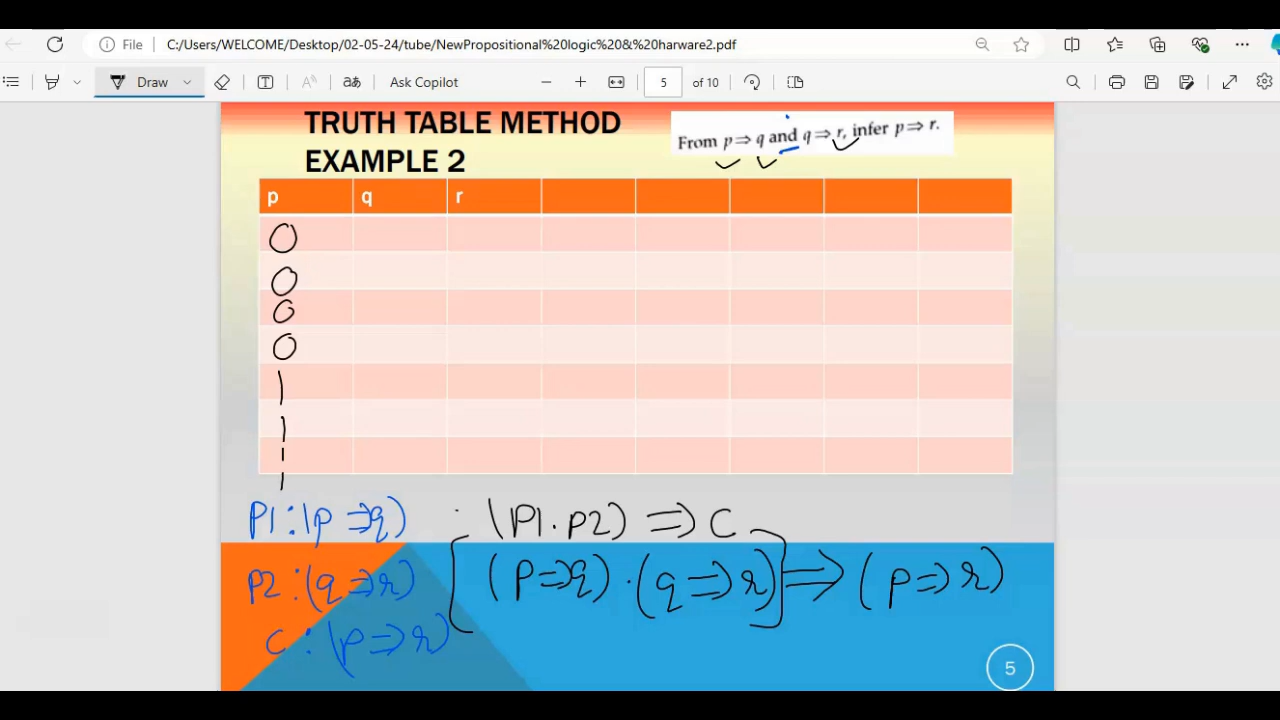 File C:/Users/WELCOME/Desktop/02-05-24/tube/NewPropositional%20logic%20&%20harware2.pdf
Draw Ask Copilot 5 of 10
TRUTH TABLE METHOD
EXAMPLE 2
From p ⇒ q and q ⇒ r, infer p ⇒ r.
p q r
0
0
0
0
1
1
1
1
P1 : (p ⇒ q)
(P1 . P2) ⇒ C
P2 : (q ⇒ r)
[(p ⇒ q) . (q ⇒ r)] ⇒ (p ⇒ r)
C : (p ⇒ r)
5